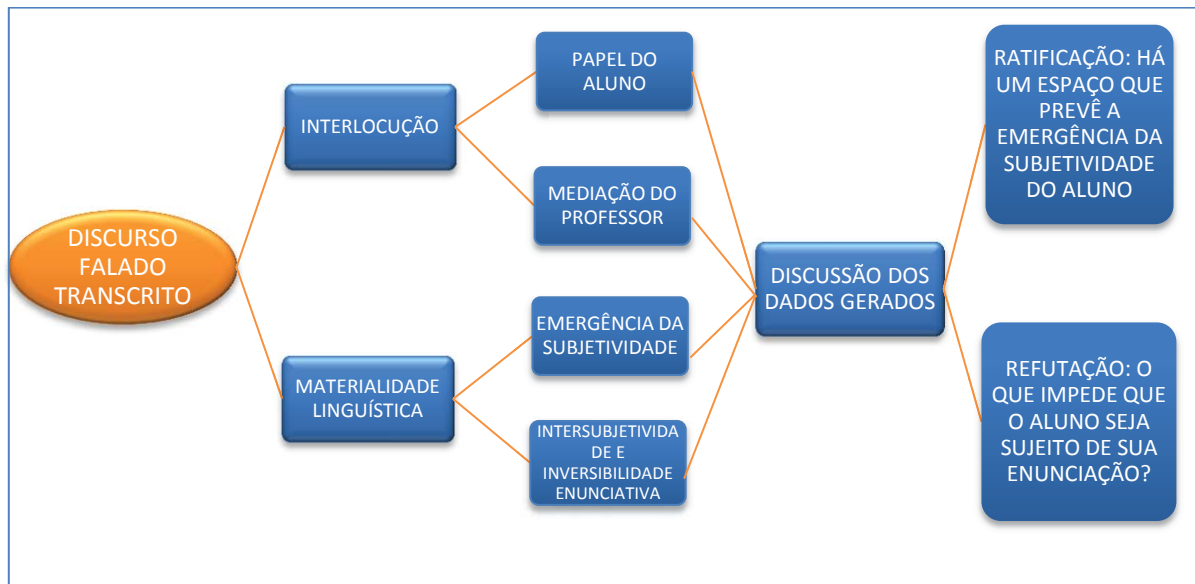 DISCURSO
FALADO
TRANSCRITO
INTERLOCUÇÃO
MATERIALIDADE
LINGUÍSTICA
PAPEL DO
ALUNO
MEDIAÇÃO DO
PROFESSOR
EMERGÊNCIA DA
SUBJETIVIDADE
INTERSUBJETIVIDA
DE E
INVERSIBILIDADE
ENUNCIATIVA
DISCUSSÃO DOS
DADOS GERADOS
RATIFICAÇÃO: HÁ
UM ESPAÇO QUE
PREVÊ A
EMERGÊNCIA DA
SUBJETIVIDADE
DO ALUNO
REFUTAÇÃO: O
QUE IMPEDE QUE
O ALUNO SEJA
SUJEITO DE SUA
ENUNCIAÇÃO?